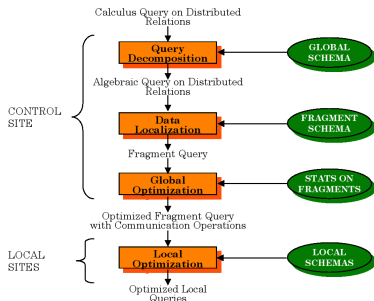 Calculus Query on Distributed
Relations
Query
Decomposition
GLOBAL
SCHEMA
Algebraic Query on Distributed
Relations
CONTROL
SITE
Data
Localization
FRAGMENT
SCHEMA
Fragment Query
Global
Optimization
STATS ON
FRAGMENTS
Optimized Fragment Query
with Communication Operations
LOCAL
SITES
Local
Optimization
LOCAL
SCHEMAS
Optimized Local
Queries